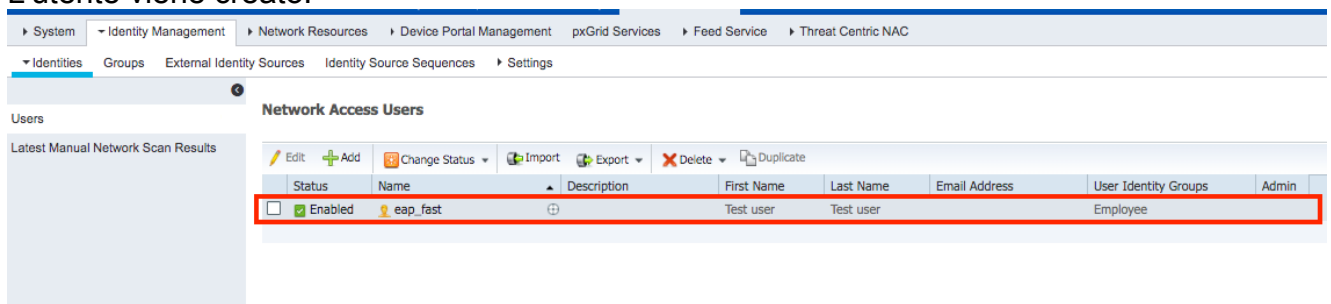 L'utente viene creato.
System Identity Management Network Resources Device Portal Management pxGrid Services Feed Service Threat Centric NAC
Identities Groups External Identity Sources Identity Source Sequences Settings
Users
Latest Manual Network Scan Results
Network Access Users
Edit Add Change Status Import Export Delete Duplicate
Status Name Description First Name Last Name Email Address User Identity Groups Admin
Enabled eap_fast Test user Test user Employee